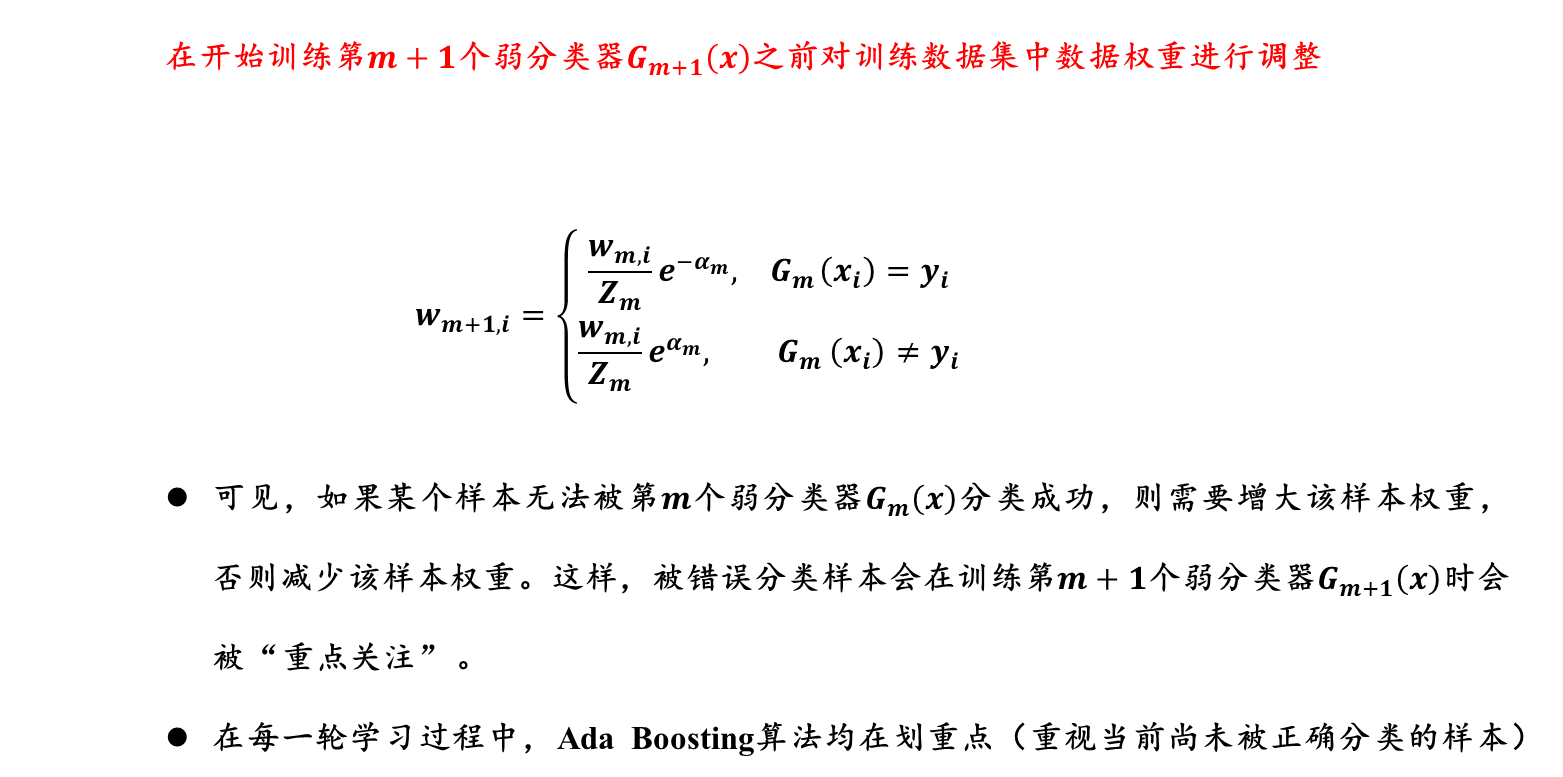 在开始训练第m + 1个弱分类器G_{m+1}(x)之前对训练数据集中数据权重进行调整
w_{m+1,i} = { \frac{w_{m,i}}{Z_m} e^{-α_m}, G_m(x_i) = y_i
\frac{w_{m,i}}{Z_m} e^{α_m}, G_m(x_i) ≠ y_i
● 可见，如果某个样本无法被第m个弱分类器G_m(x)分类成功，则需要增大该样本权重，
否则减少该样本权重。这样，被错误分类样本会在训练第m + 1个弱分类器G_{m+1}(x)时会
被“重点关注”。
● 在每一轮学习过程中，Ada Boosting算法均在划重点（重视当前尚未被正确分类的样本）